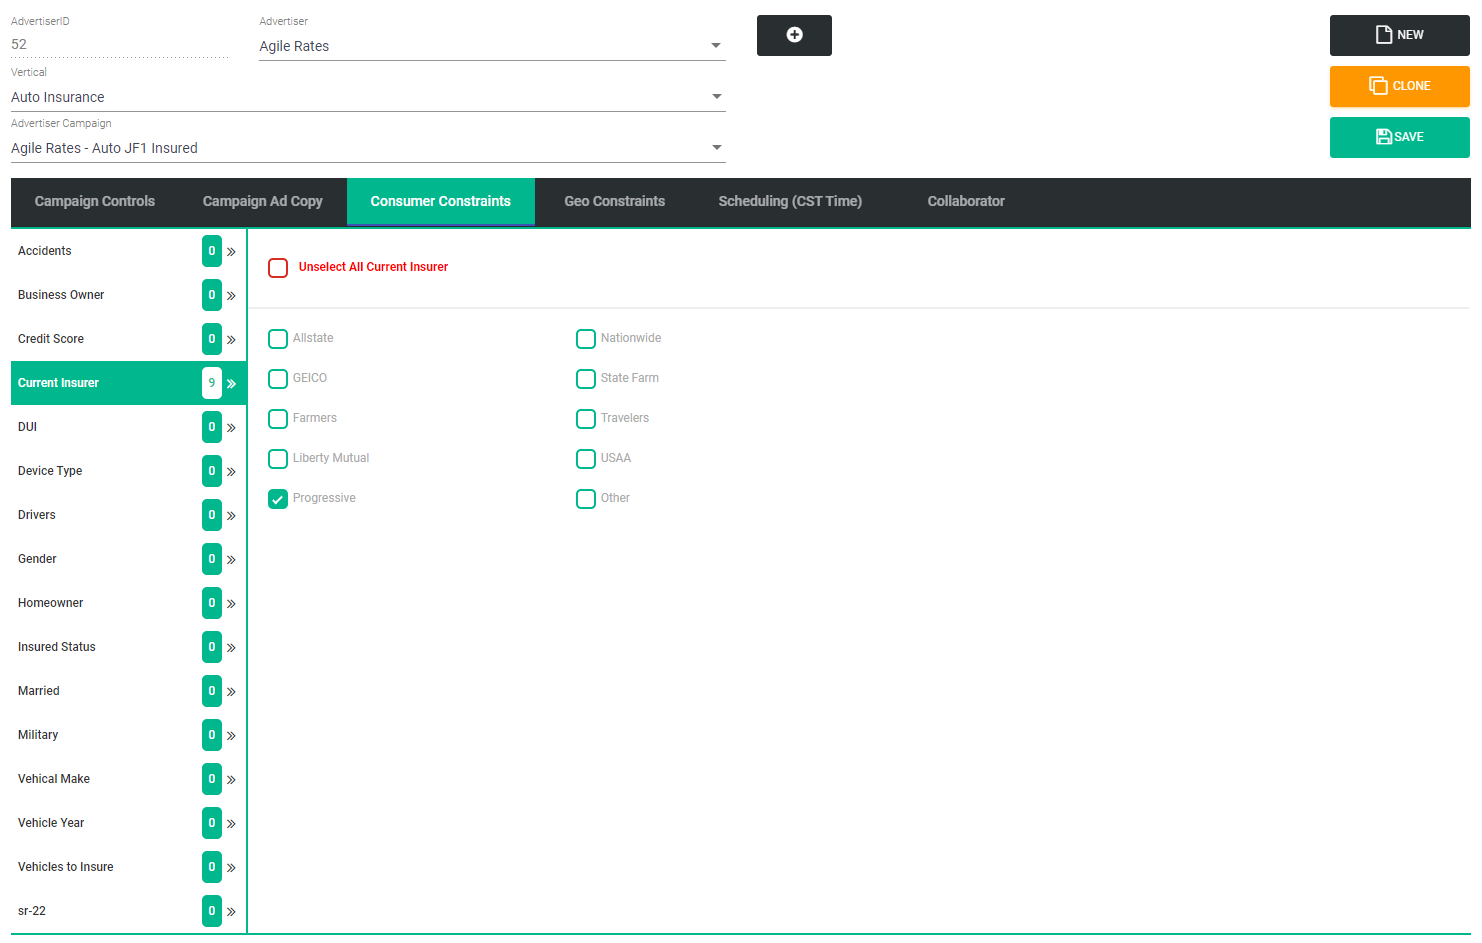 AdvertiserID
52
Advertiser
Agile Rates
NEW
Vertical
Auto Insurance
CLONE
Advertiser Campaign
Agile Rates - Auto JF1 Insured
SAVE
Campaign Controls
Campaign Ad Copy
Consumer Constraints
Geo Constraints
Scheduling (CST Time)
Collaborator
Accidents 0
Business Owner 0
Credit Score 0
Current Insurer 9
DUI 0
Device Type 0
Drivers 0
Gender 0
Homeowner 0
Insured Status 0
Married 0
Military 0
Vehical Make 0
Vehicle Year 0
Vehicles to Insure 0
sr-22 0
Unselect All Current Insurer
Allstate
Nationwide
GEICO
State Farm
Farmers
Travelers
Liberty Mutual
USAA
Progressive
Other